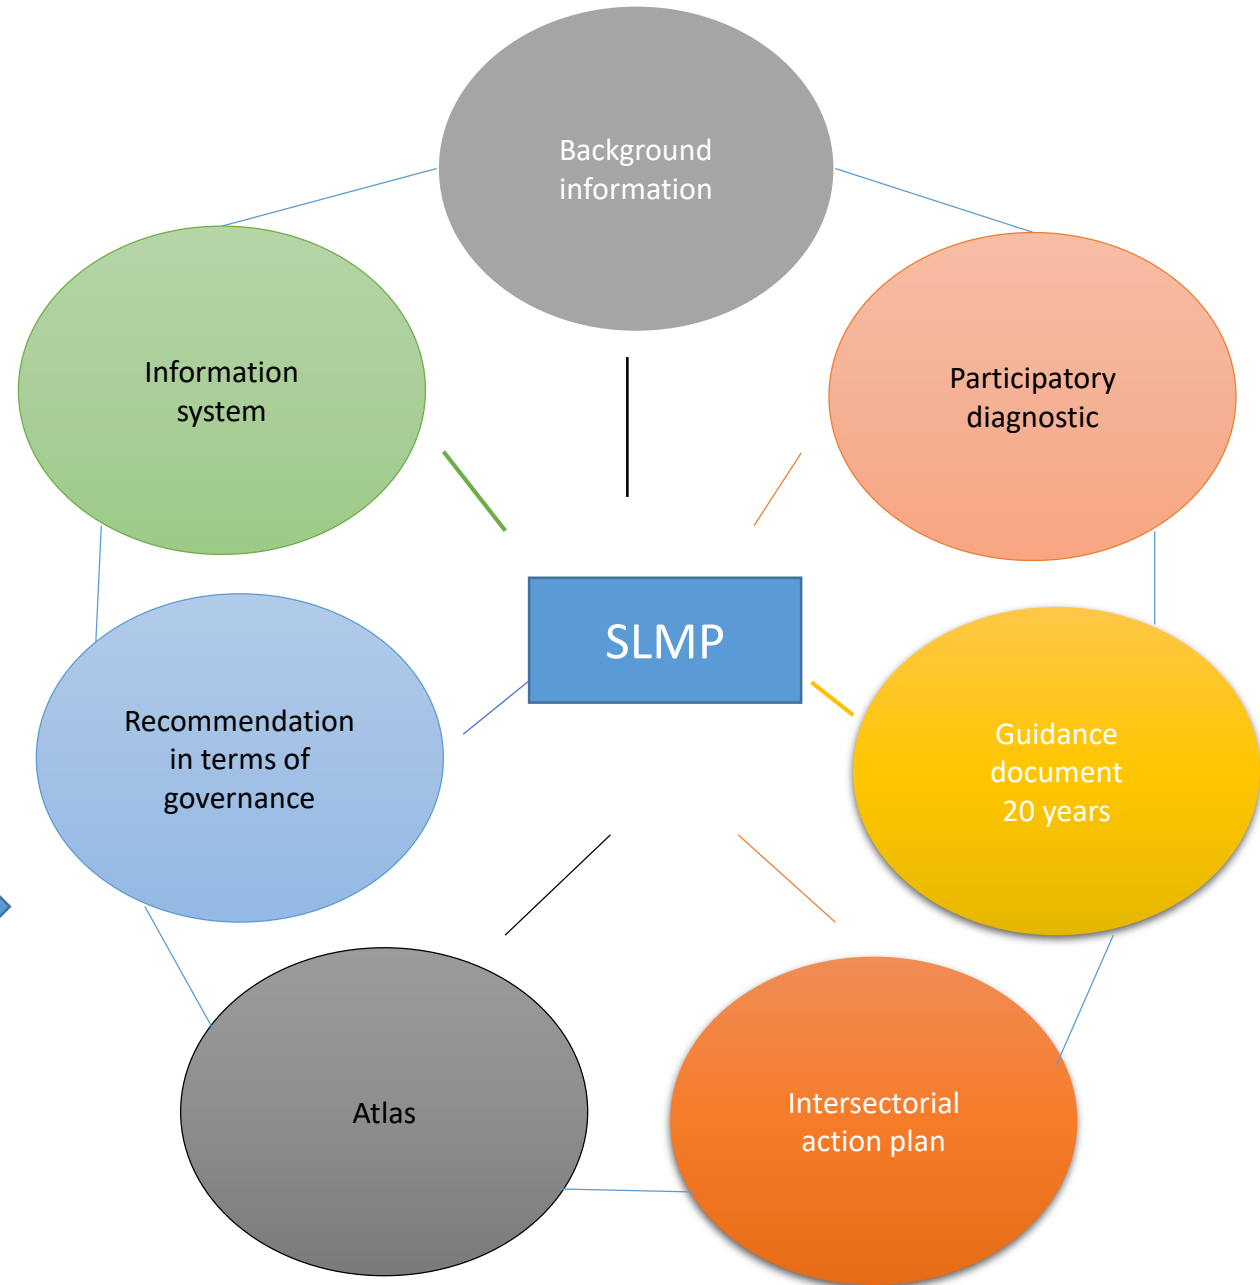 Background
information
Information
system
Participatory
diagnostic
SLMP
Recommendation
in terms of
governance
Guidance
document
20 years
Atlas
Intersectorial
action plan